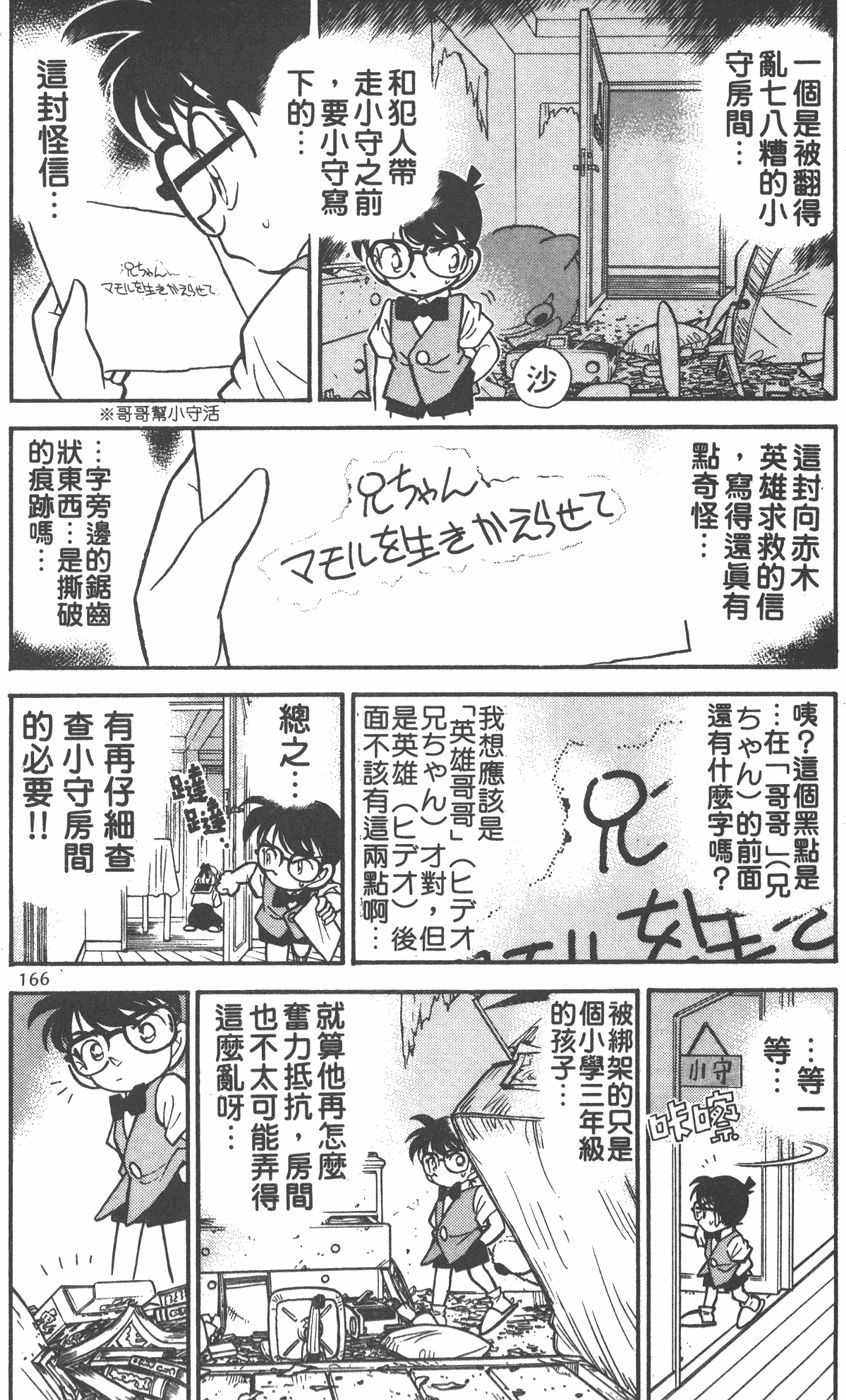 一個是被翻得
亂七八糟的小
守房間…
和犯人帶
走小守之前
，要小守寫
下的…
沙
這封怪信…
兄ちゃん
マモルを生きかえらせて
※哥哥幫小守活
這封向赤木
英雄求救的信
，寫得還眞有
點奇怪…
兄ちゃん
マモルを生きかえらせて
…字旁邊的鋸齒
狀東西…是撕破
的痕跡嗎…
咦？這個黑點是
…在「哥哥」（兄
ちゃん）的前面
還有什麼字嗎？
兄
モルを生き
我想應該是
「英雄哥哥」（ヒデオ
兄ちゃん）才對，但
是英雄（ヒデオ）後
面不該有這兩點啊…
總之…
躂躂…
有再仔細查
查小守房間
的必要!!
166
…等一
等…
小守
咔嚓
被綁架的只是
個小學三年級
的孩子…
就算他再怎麼
奮力抵抗，房間
也不太可能弄得
這麼亂呀…